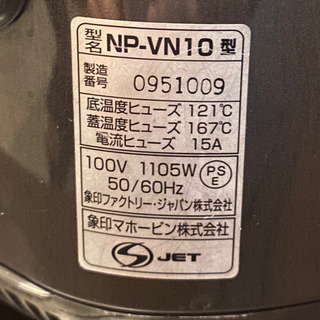 型名 NP-VN10 型
製造番号 0951009
底温度ヒューズ 121℃
蓋温度ヒューズ 167℃
電流ヒューズ 15A
100V 1105W
50/60Hz
PS
E
象印ファクトリー・ジャパン株式会社
象印マホービン株式会社
S JET